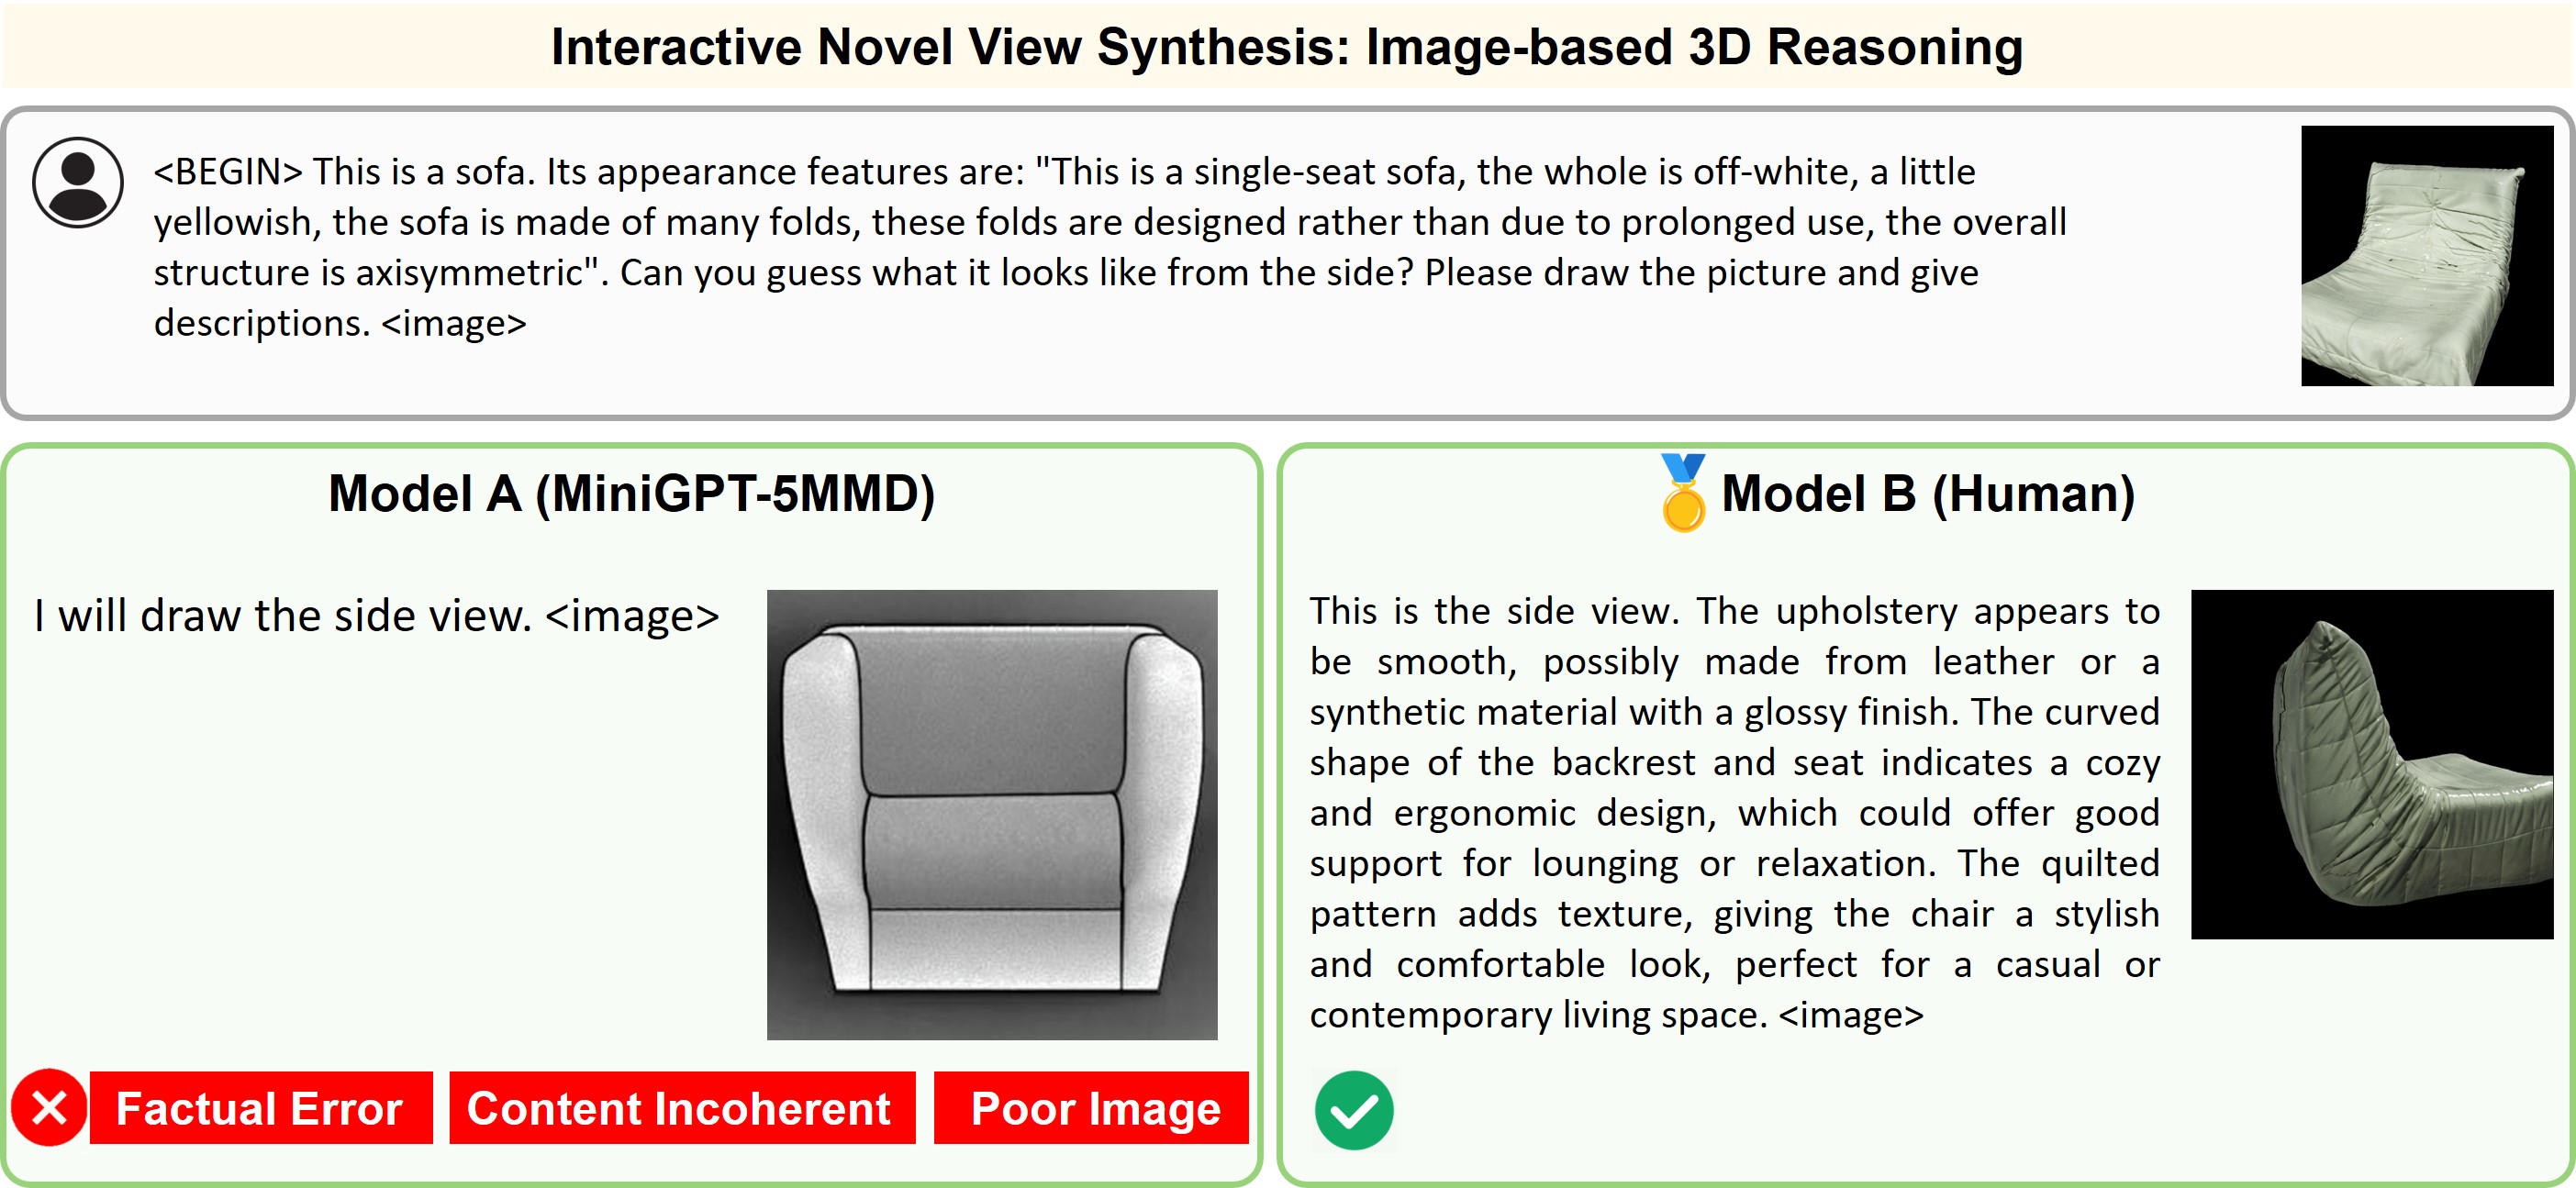 Interactive Novel View Synthesis: Image-based 3D Reasoning
<BEGIN> This is a sofa. Its appearance features are: "This is a single-seat sofa, the whole is off-white, a little
yellowish, the sofa is made of many folds, these folds are designed rather than due to prolonged use, the overall
structure is axisymmetric". Can you guess what it looks like from the side? Please draw the picture and give
descriptions. <image>
Model A (MiniGPT-5MMD)
I will draw the side view. <image>
Factual Error
Content Incoherent
Poor Image
Model B (Human)
This is the side view. The upholstery appears to
be smooth, possibly made from leather or a
synthetic material with a glossy finish. The curved
shape of the backrest and seat indicates a cozy
and ergonomic design, which could offer good
support for lounging or relaxation. The quilted
pattern adds texture, giving the chair a stylish
and comfortable look, perfect for a casual or
contemporary living space. <image>